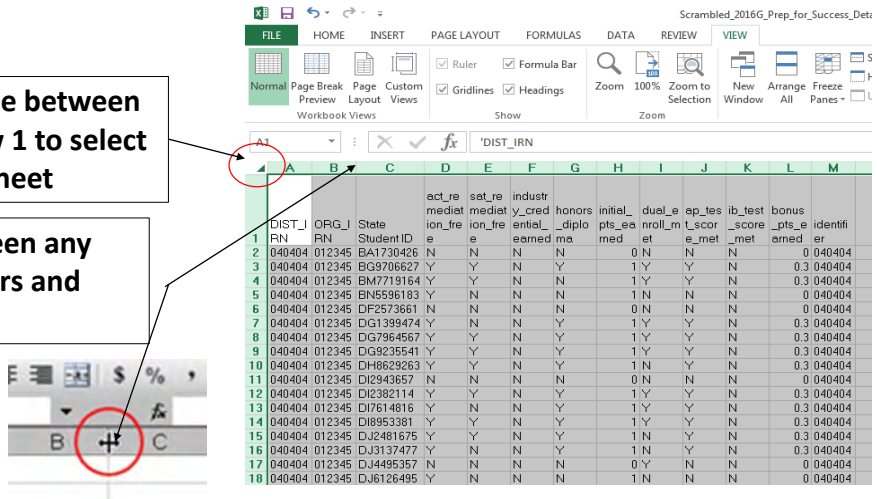 Scrambled_2016G_Prep_for_Success_Deta
FILE HOME INSERT PAGE LAYOUT FORMULAS DATA REVIEW VIEW
Normal Page Break Preview Page Layout Custom Views
Workbook Views
Ruler Formula Bar
Gridlines Headings
Show
Zoom 100% Zoom to Selection
Zoom
New Window Arrange All Freeze Panes
e between
1 to select
heet
een any
rs and
A1 fx 'DIST_IRN
A B C D E F G H I J K L M
1 DIST_IRN ORG_IRN State Student ID act_remediation_free sat_remediation_free industry_credential_earned honors_diploma initial_pts_earned dual_enroll_met ap_test_score_met ib_test_score_met bonus_pts_earned identifier
2 040404 012345 BA1730426 N N N N 0 N N N 0 040404
3 040404 012345 BG9706627 Y Y N Y 1 Y Y N 0.3 040404
4 040404 012345 BM7719164 Y Y N N 1 Y Y N 0.3 040404
5 040404 012345 BN5596183 Y N N N 1 N N N 0 040404
6 040404 012345 DF2573661 N N N N 0 N N N 0 040404
7 040404 012345 DG1399474 Y N N Y 1 Y Y N 0.3 040404
8 040404 012345 DG7964567 Y Y N Y 1 Y Y N 0.3 040404
9 040404 012345 DG9235541 Y Y N Y 1 Y Y N 0.3 040404
10 040404 012345 DH8629263 Y Y N Y 1 N Y N 0.3 040404
11 040404 012345 DI2943657 N N N N 0 N N N 0 040404
12 040404 012345 DI2382114 Y Y N Y 1 Y Y N 0.3 040404
13 040404 012345 DI7614816 Y N N Y 1 Y Y N 0.3 040404
14 040404 012345 DI8953381 Y Y N Y 1 Y Y N 0.3 040404
15 040404 012345 DJ2481675 Y Y N Y 1 N Y N 0.3 040404
16 040404 012345 DJ3137477 Y N N Y 1 N Y N 0.3 040404
17 040404 012345 DJ4495357 N N N N 0 Y N N 0 040404
18 040404 012345 DJ6126495 Y N N N 1 N N N 0 040404
$ % ,
fx
B C